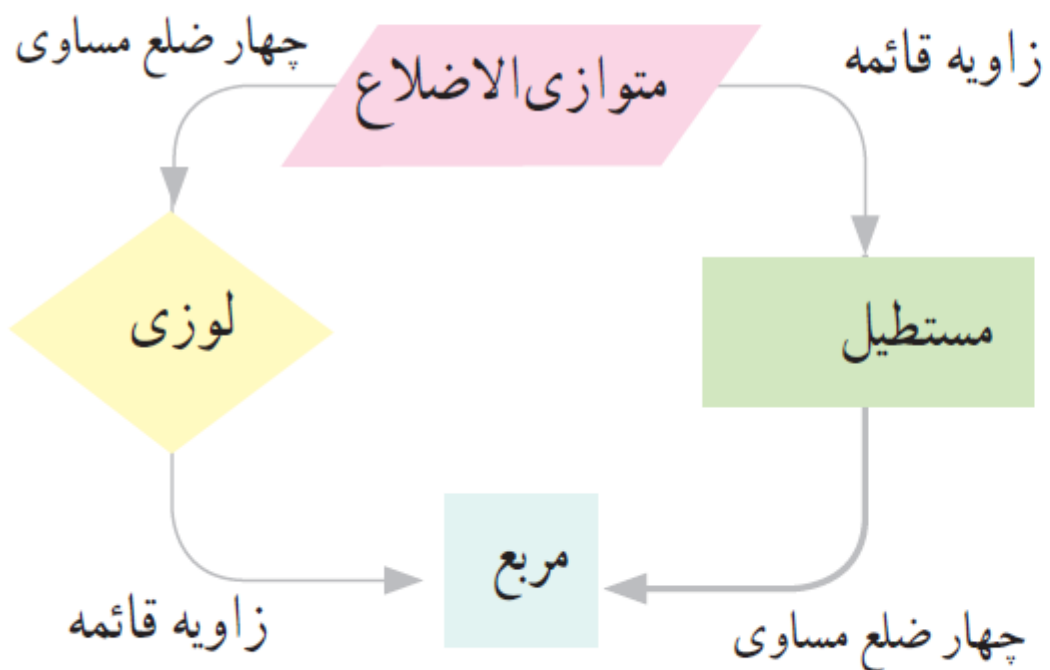 زاویه قائمه
متوازی‌الاضلاع
چهار ضلع مساوی
مستطیل
لوزی
مربع
چهار ضلع مساوی
زاویه قائمه